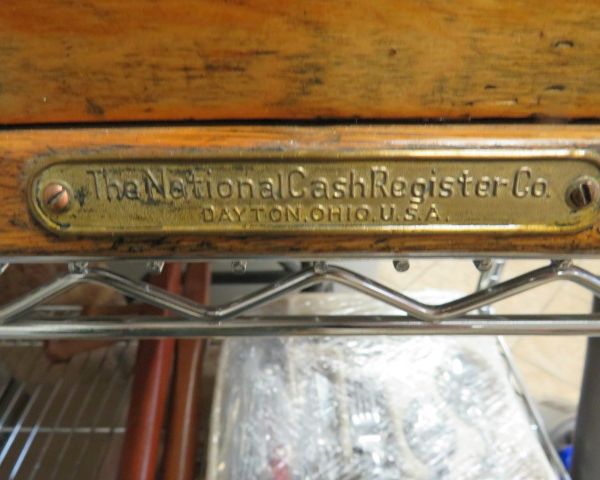 The National Cash Register Co.
DAYTON, OHIO, U.S.A.